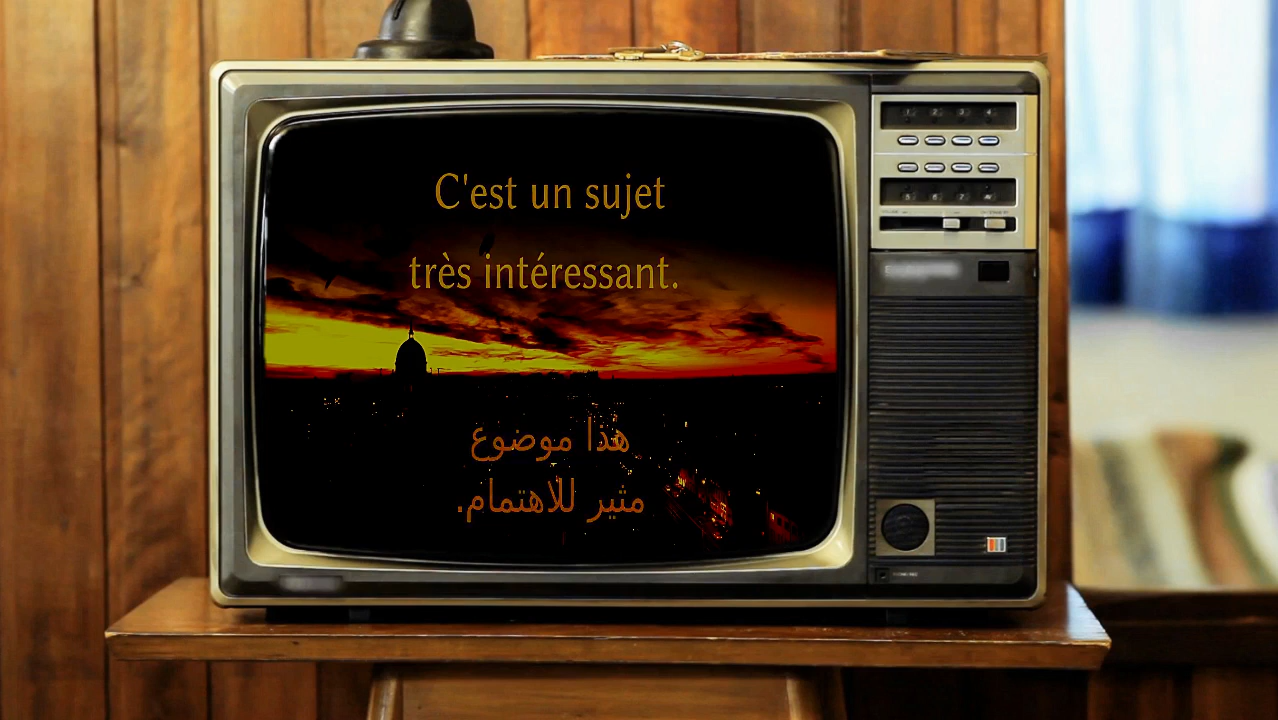 C'est un sujet
très intéressant.
هذا موضوع
مثير للاهتمام.